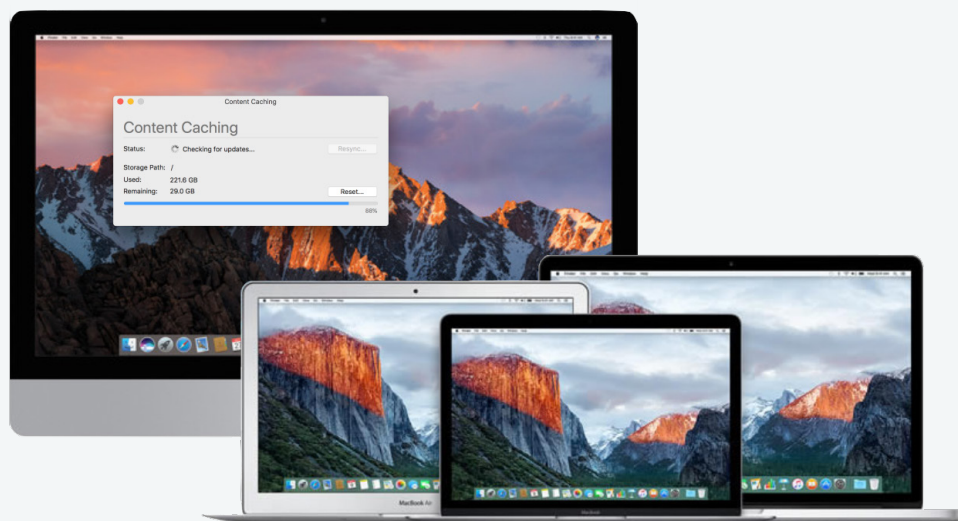 Content Caching
Content Caching
Status: Checking for updates... Resync...
Storage Path: /
Used: 221.6 GB
Remaining: 29.0 GB Reset...
88%
MacBook Air
MacBook